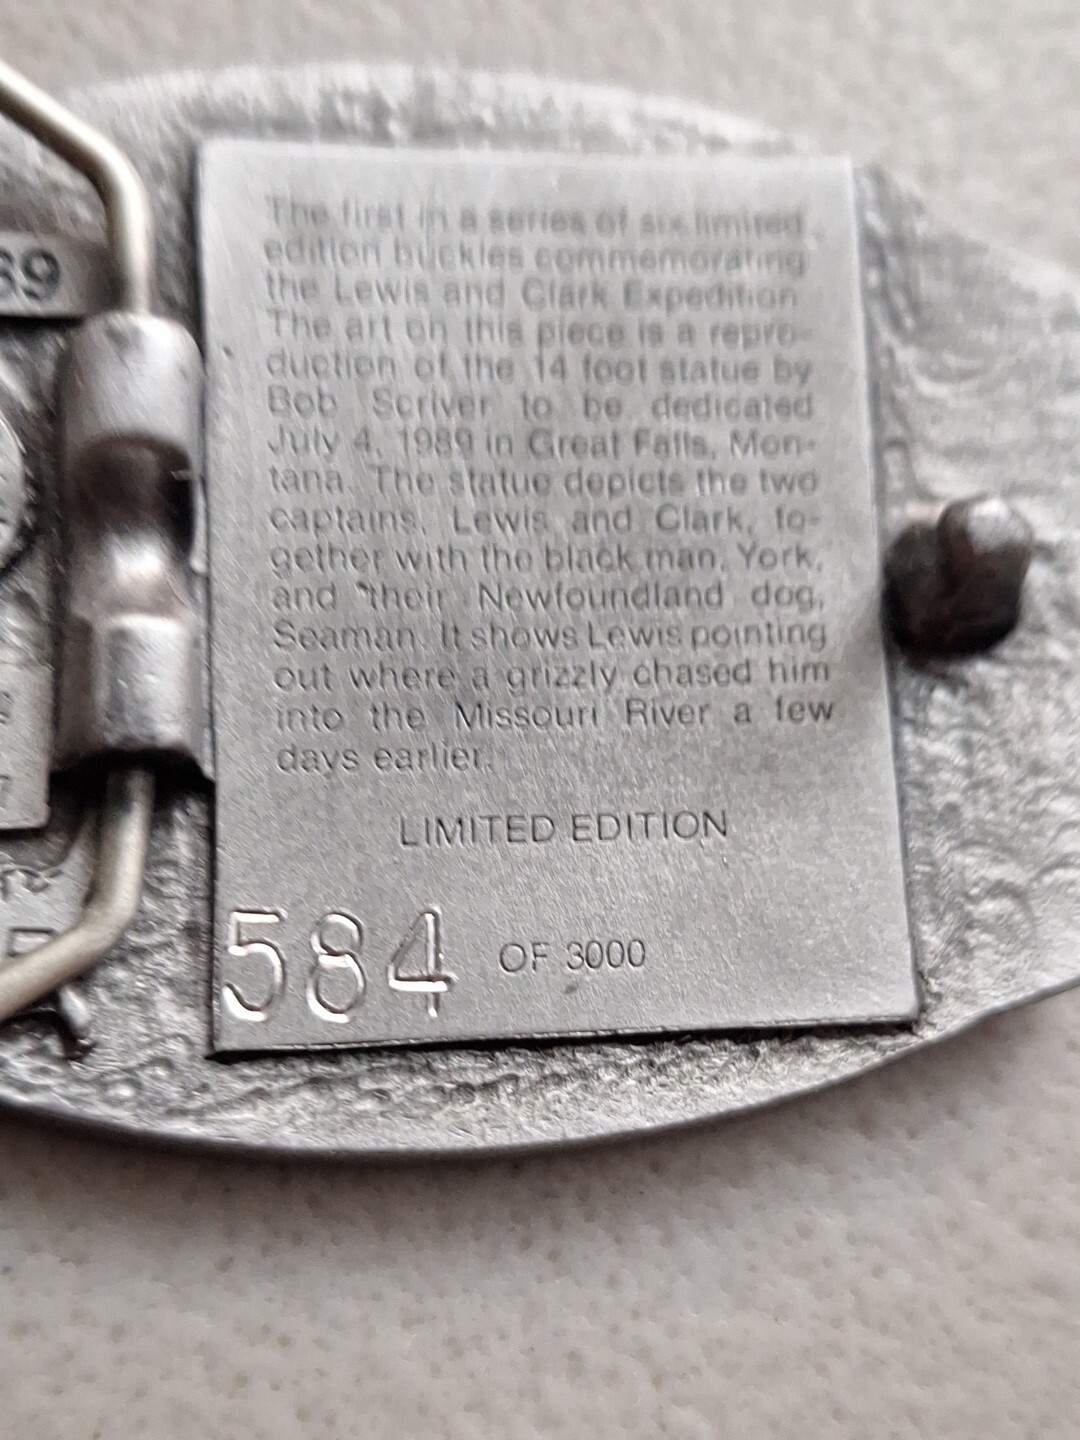 The first in a series of six limited
edition buckles commemorating
the Lewis and Clark Expedition
The art on this piece is a repro-
duction of the 14 foot statue by
Bob Scriver to be dedicated
July 4, 1989 in Great Falls, Mon-
tana. The statue depicts the two
captains, Lewis and Clark, to-
gether with the black man, York,
and their Newfoundland dog,
Seaman. It shows Lewis pointing
out where a grizzly chased him
into the Missouri River a few
days earlier.
LIMITED EDITION
584 OF 3000